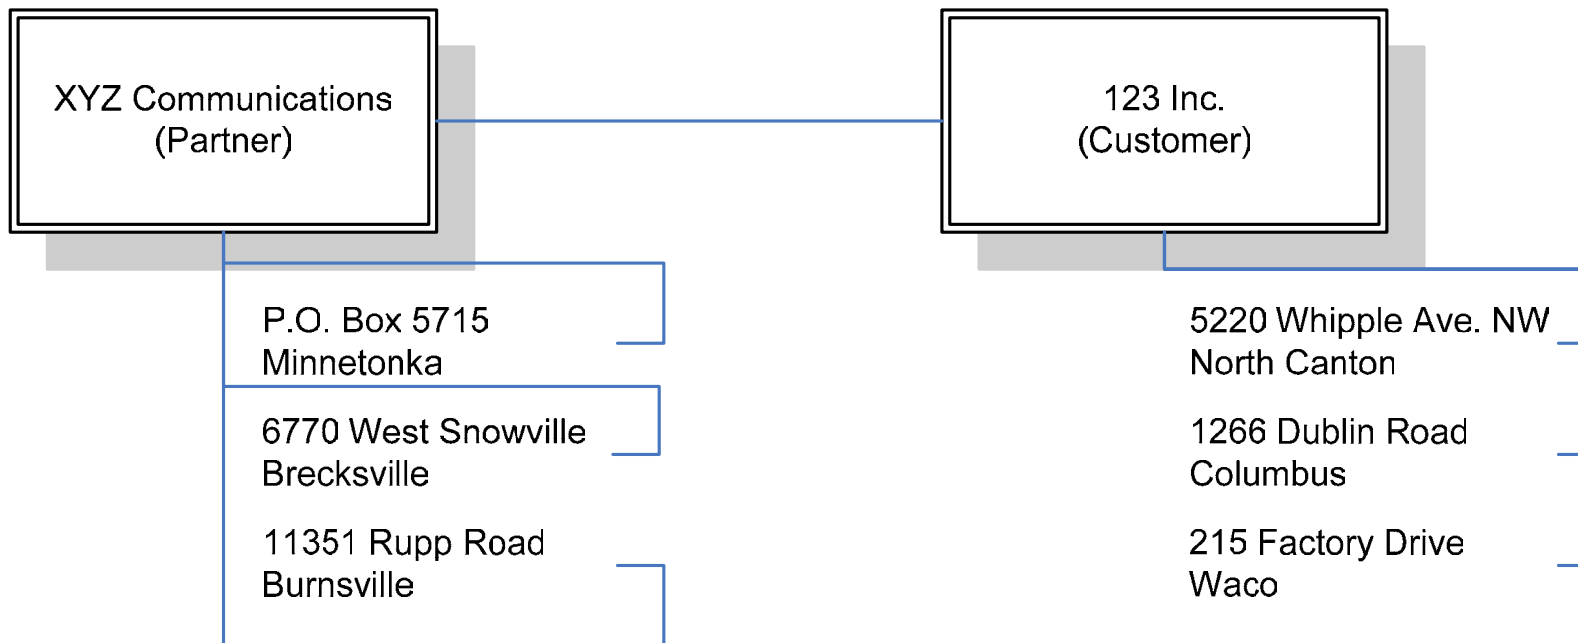 XYZ Communications
(Partner)
123 Inc.
(Customer)
P.O. Box 5715
Minnetonka
6770 West Snowville
Brecksville
11351 Rupp Road
Burnsville
5220 Whipple Ave. NW
North Canton
1266 Dublin Road
Columbus
215 Factory Drive
Waco